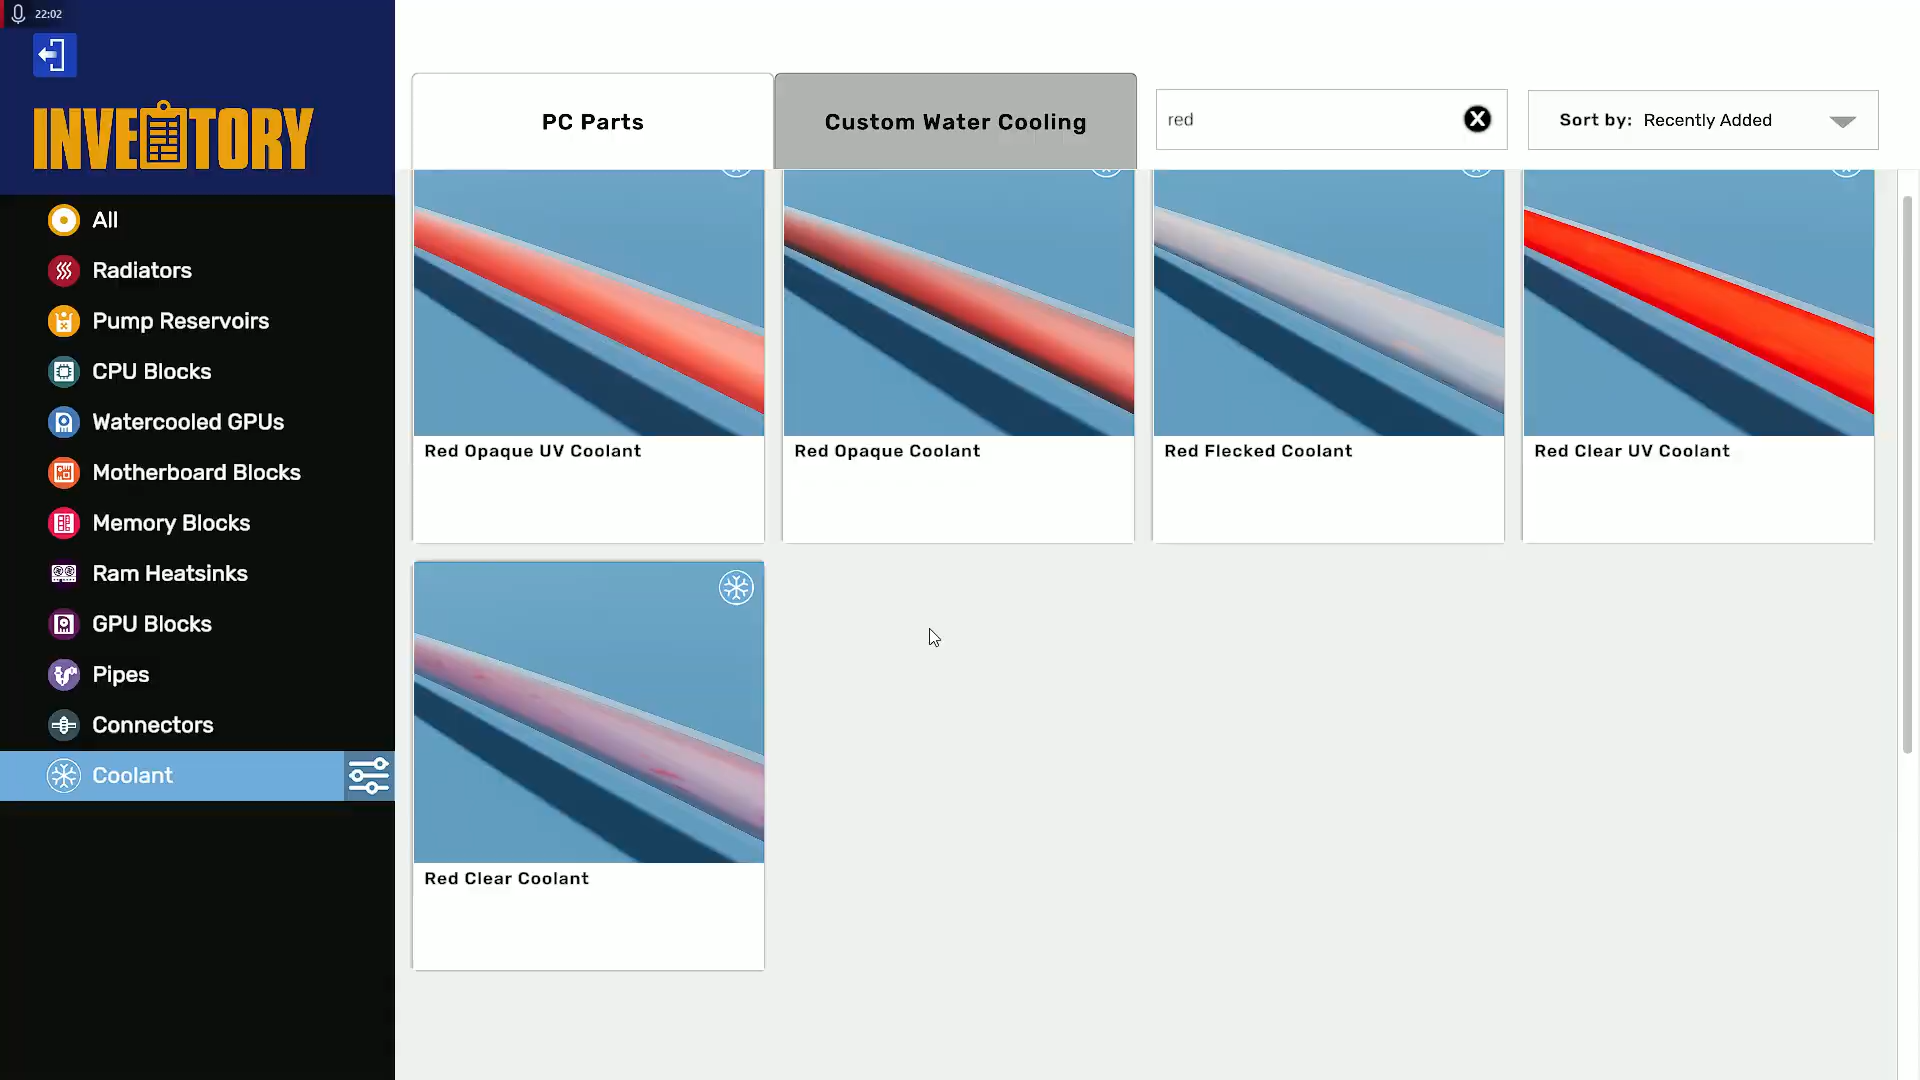 22:02
INVENTORY
PC Parts
Custom Water Cooling
red
X
Sort by: Recently Added
All
Radiators
Pump Reservoirs
CPU Blocks
Watercooled GPUs
Motherboard Blocks
Memory Blocks
Ram Heatsinks
GPU Blocks
Pipes
Connectors
Coolant
Red Opaque UV Coolant
Red Opaque Coolant
Red Flecked Coolant
Red Clear UV Coolant
Red Clear Coolant